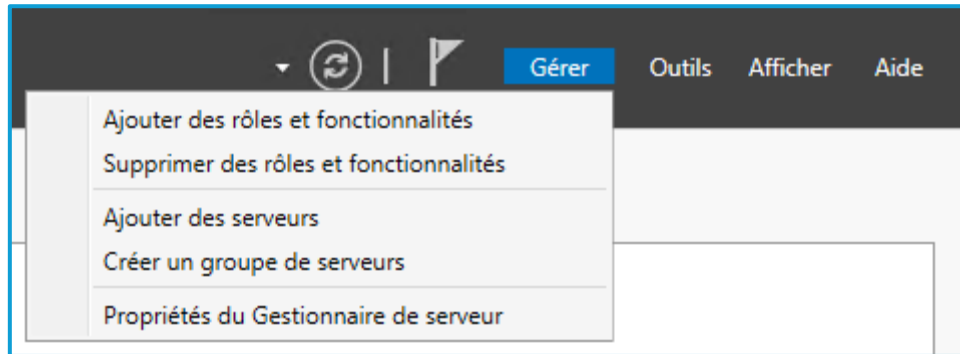 Gérer Outils Afficher Aide
Ajouter des rôles et fonctionnalités
Supprimer des rôles et fonctionnalités
Ajouter des serveurs
Créer un groupe de serveurs
Propriétés du Gestionnaire de serveur